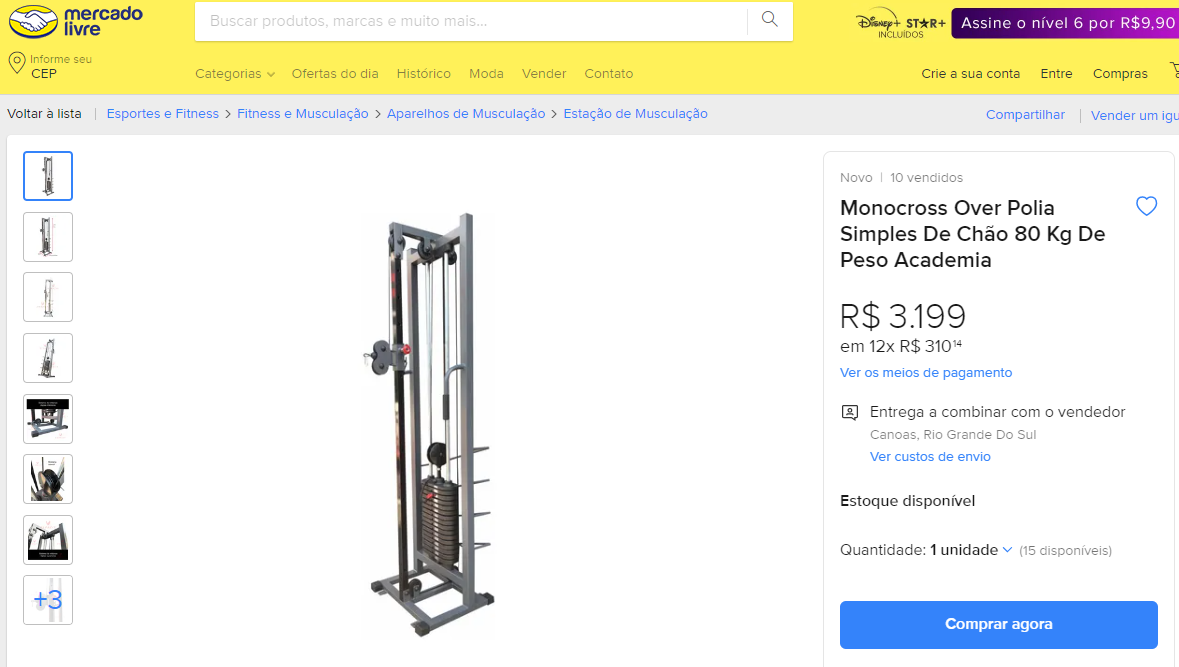 mercado
livre
Buscar produtos, marcas e muito mais...
Disney+ STAR+
INCLUÍDOS
Assine o nível 6 por R$9,90
Informe seu
CEP
Categorias Ofertas do dia Histórico Moda Vender Contato
Crie a sua conta Entre Compras
Voltar à lista | Esportes e Fitness > Fitness e Musculação > Aparelhos de Musculação > Estação de Musculação
Compartilhar | Vender um igu
Novo | 10 vendidos
Monocross Over Polia
Simples De Chão 80 Kg De
Peso Academia
R$ 3.199
em 12x R$ 310¹⁴
Ver os meios de pagamento
Entrega a combinar com o vendedor
Canoas, Rio Grande Do Sul
Ver custos de envio
Estoque disponível
Quantidade: 1 unidade (15 disponíveis)
Comprar agora
+3